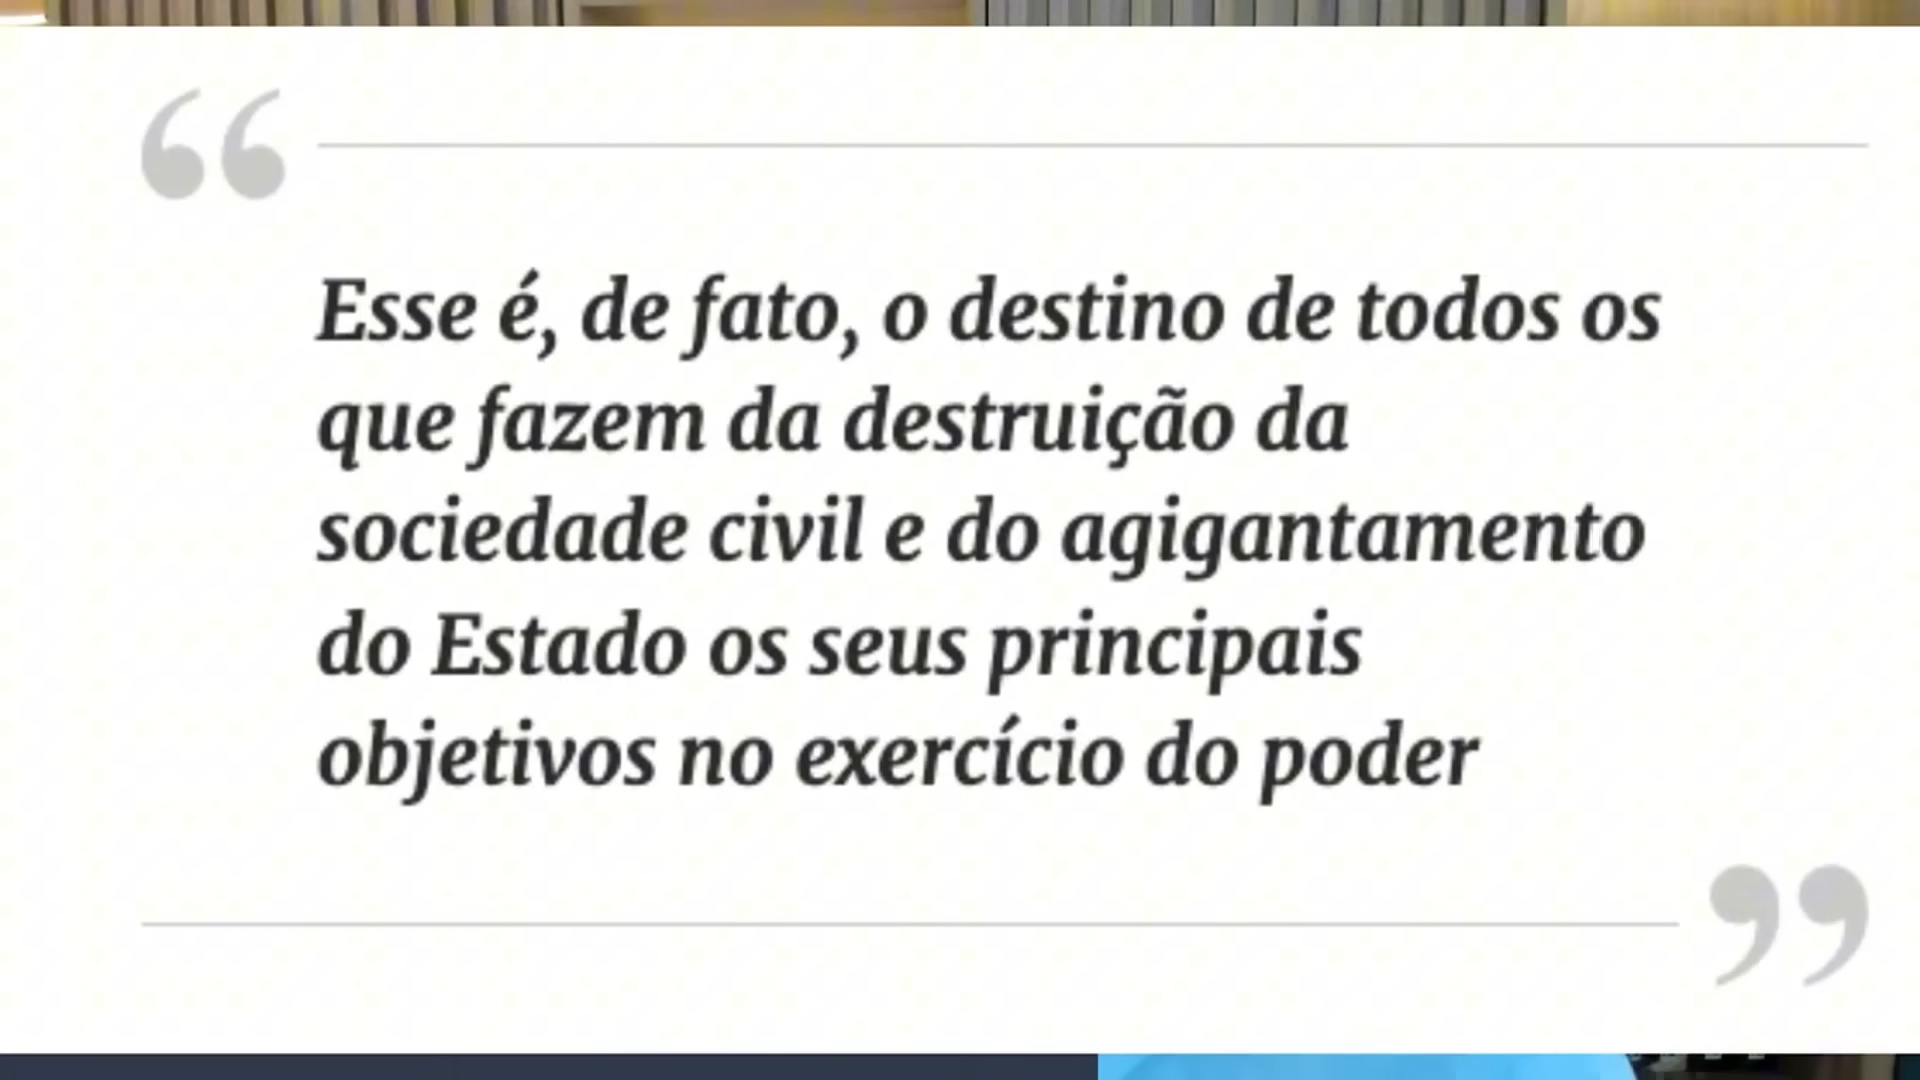 “
Esse é, de fato, o destino de todos os
que fazem da destruição da
sociedade civil e do agigantamento
do Estado os seus principais
objetivos no exercício do poder
”